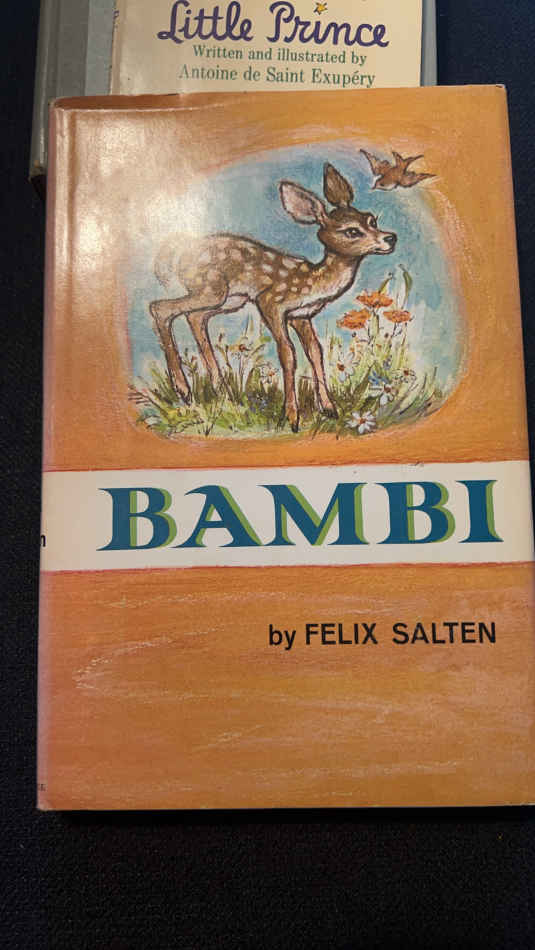 Little Prince
Written and illustrated by
Antoine de Saint Exupéry
BAMBI
by FELIX SALTEN